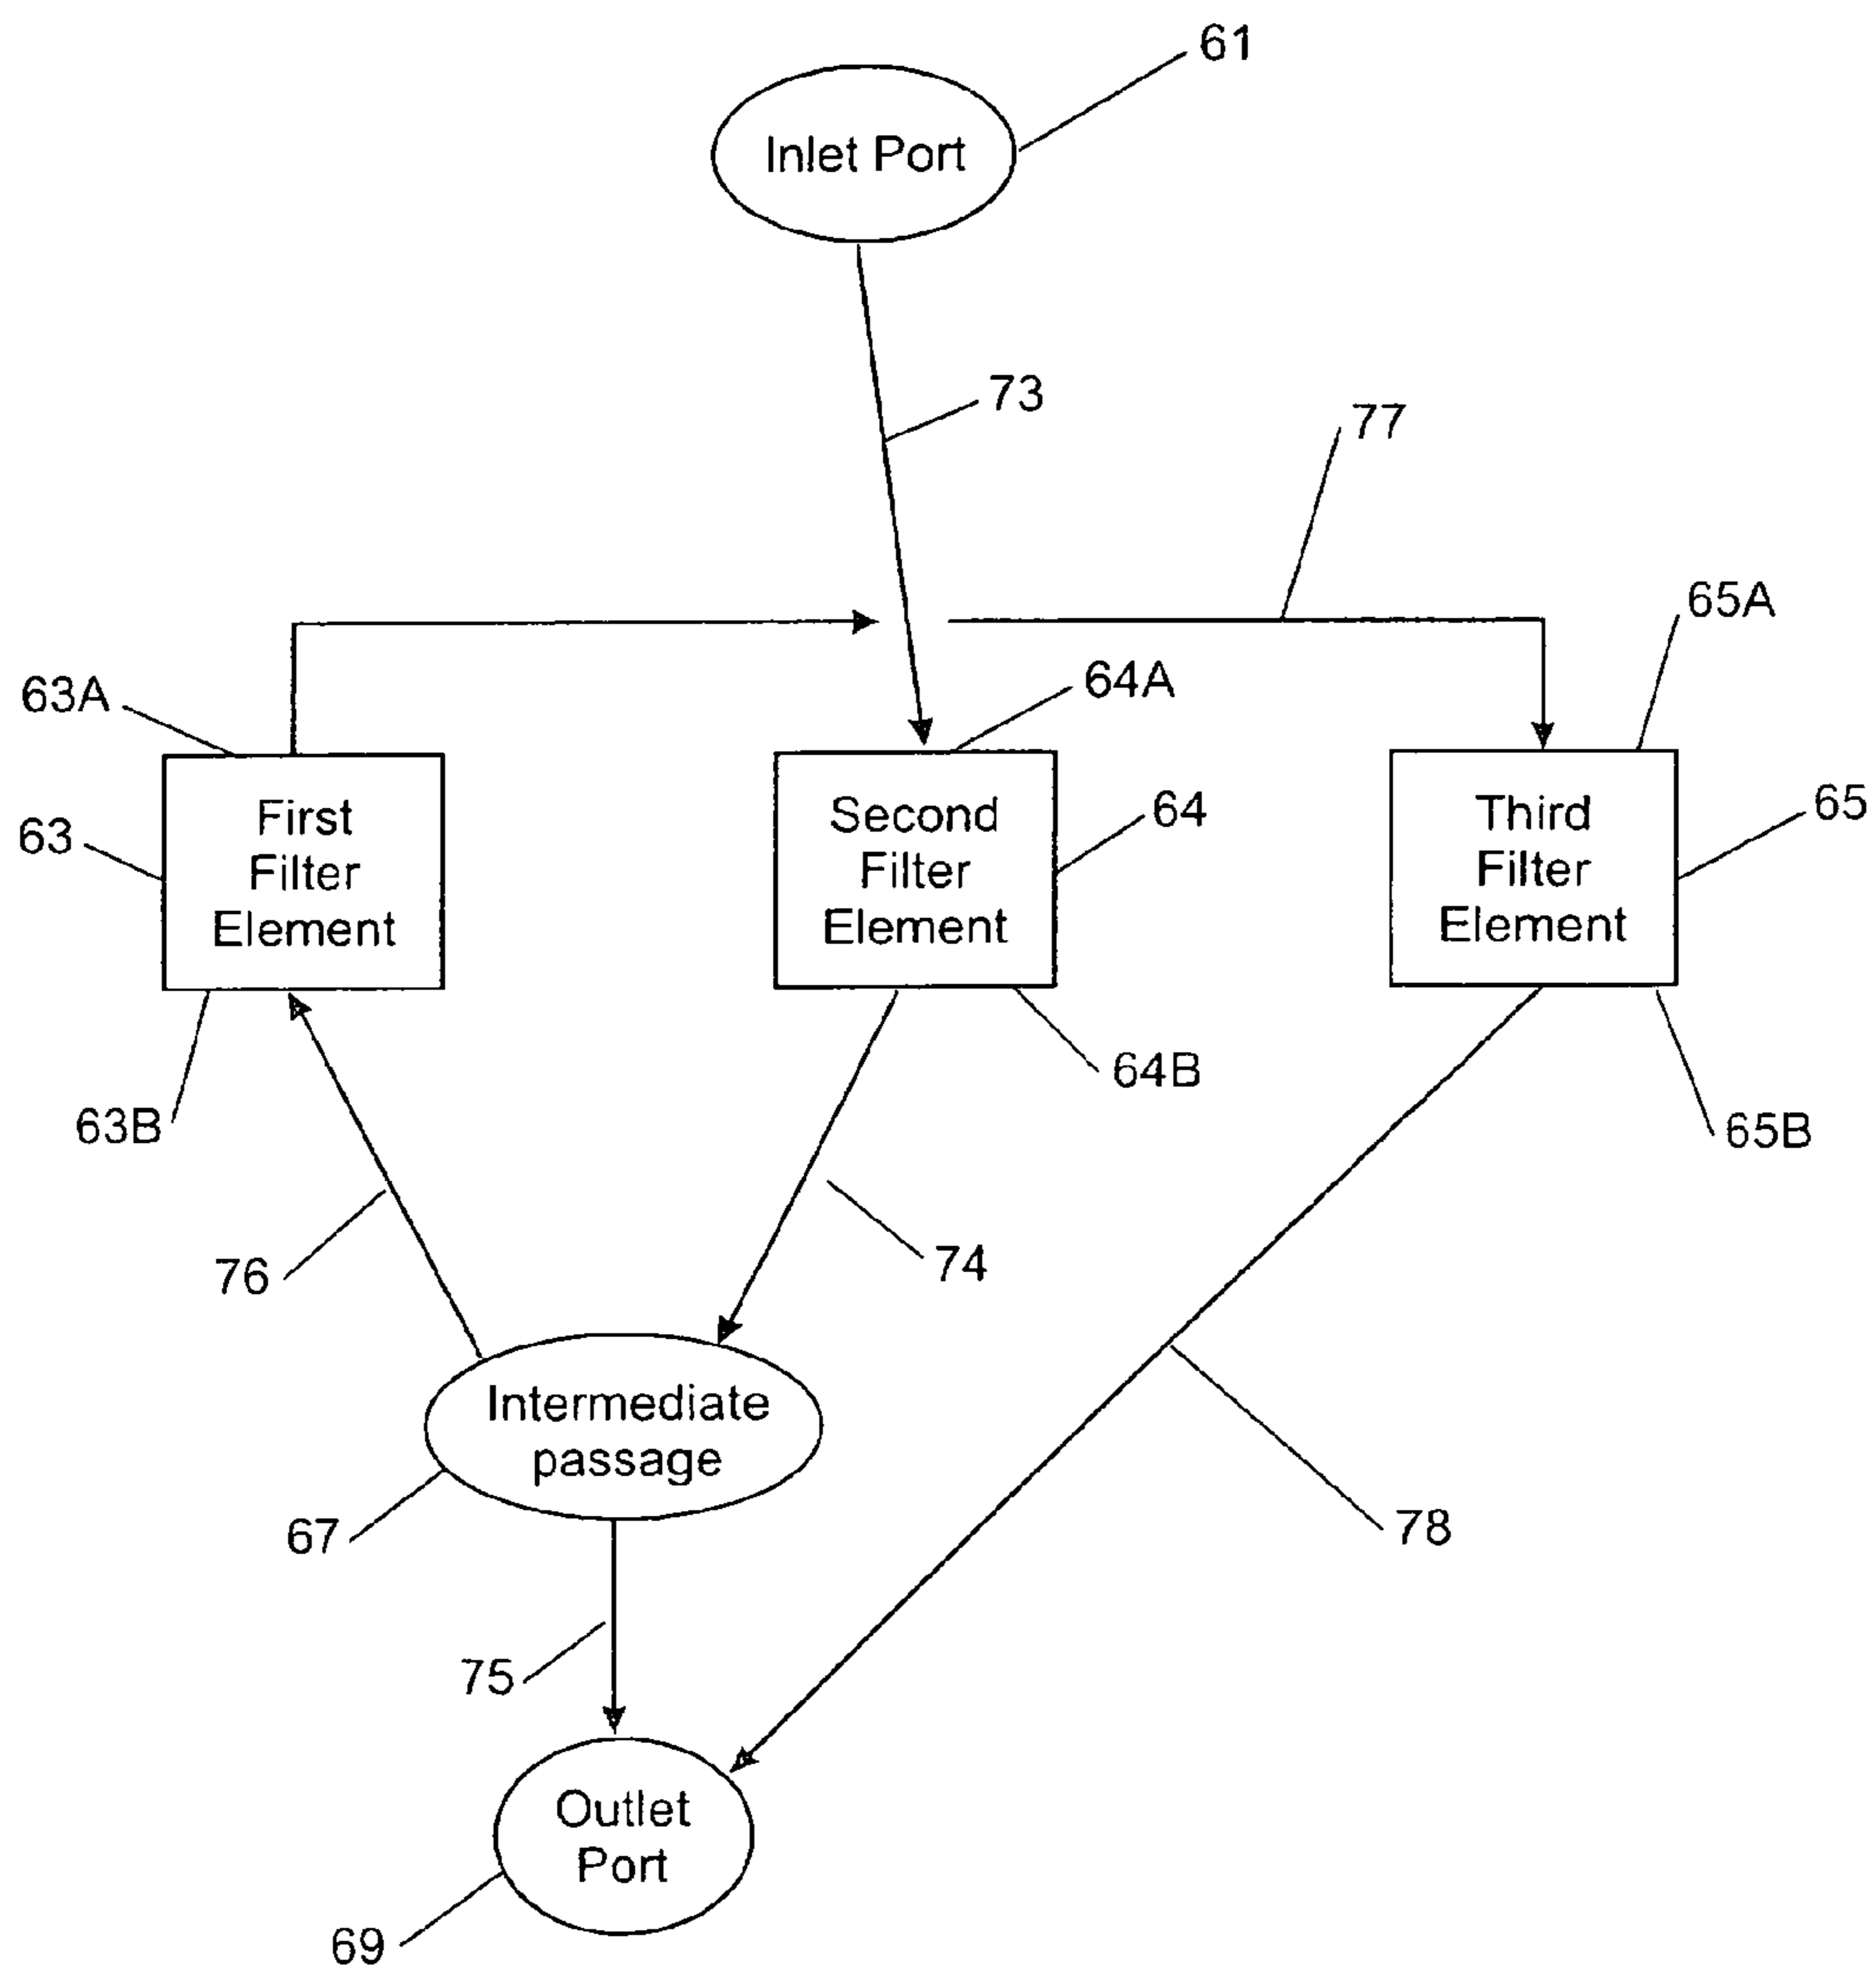 61
Inlet Port
73
77
65A
64A
63A
First
Filter
Element
Second
Filter
Element
Third
Filter
Element
63
64
65
64B
63B
65B
76
74
Intermediate
passage
67
78
75
Outlet
Port
69